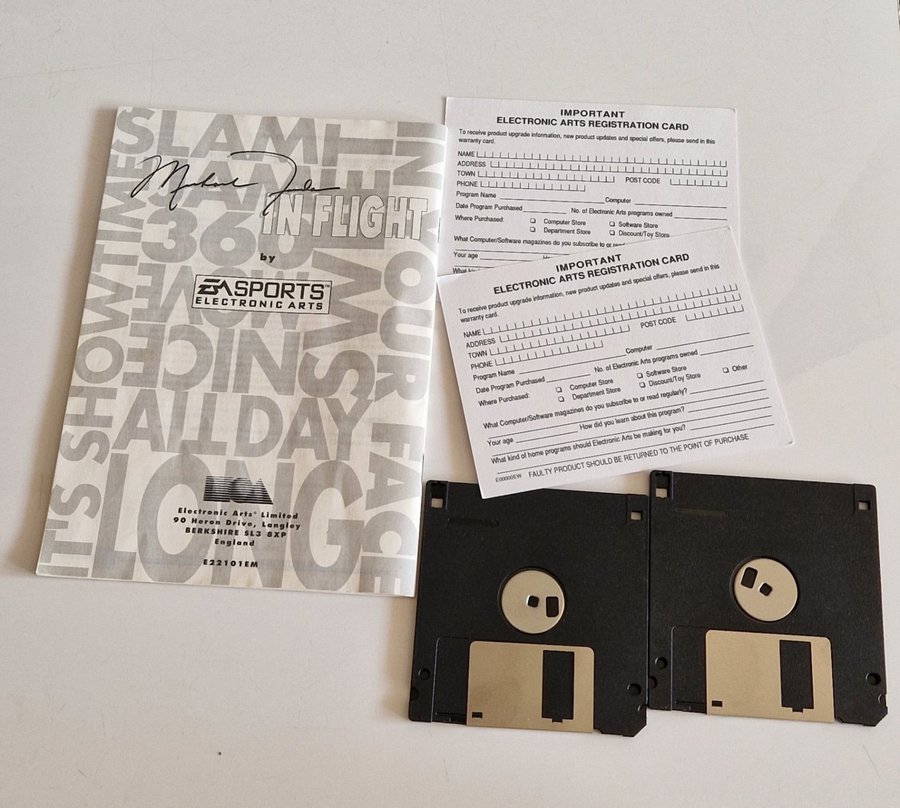 SLAM!
JAM
360
MOVE
NICE
ALL DAY
LONG
IT'S SHOWTIME
IN YOUR FACE
Michael Jordan
IN FLIGHT
by
EA SPORTS™
ELECTRONIC ARTS
Electronic Arts® Limited
90 Heron Drive, Langley
BERKSHIRE SL3 8XP
England
E22101EM
IMPORTANT
ELECTRONIC ARTS REGISTRATION CARD
To receive product upgrade information, new product updates and special offers, please send in this
warranty card.
NAME
ADDRESS
TOWN POST CODE
PHONE
Program Name Computer
Date Program Purchased No. of Electronic Arts programs owned
Where Purchased: Computer Store Software Store
Department Store Discount/Toy Store
What Computer/Software magazines do you subscribe to or read
Your age
What
IMPORTANT
ELECTRONIC ARTS REGISTRATION CARD
To receive product upgrade information, new product updates and special offers, please send in this
warranty card.
NAME
ADDRESS
TOWN POST CODE
PHONE
Program Name Computer
Date Program Purchased No. of Electronic Arts programs owned
Where Purchased: Computer Store Software Store Other
Department Store Discount/Toy Store
What Computer/Software magazines do you subscribe to or read regularly?
Your age How did you learn about this program?
What kind of home programs should Electronic Arts be making for you?
E00000EW FAULTY PRODUCT SHOULD BE RETURNED TO THE POINT OF PURCHASE